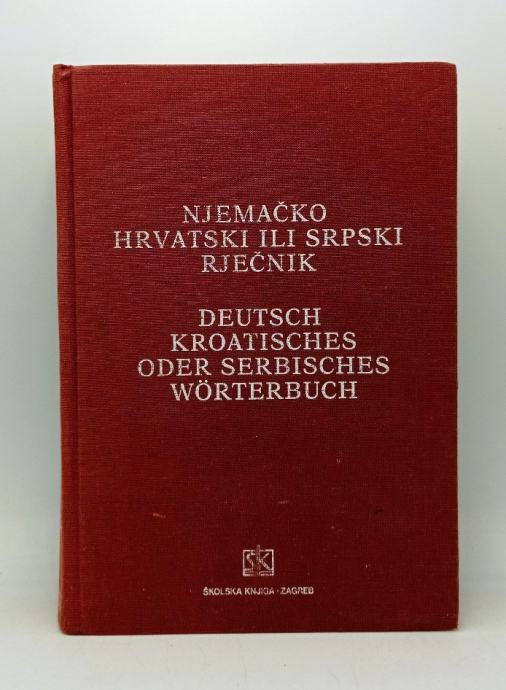 NJEMAČKO
HRVATSKI ILI SRPSKI
RJEČNIK
DEUTSCH
KROATISCHES
ODER SERBISCHES
WÖRTERBUCH
šk
ŠKOLSKA KNJIGA · ZAGREB